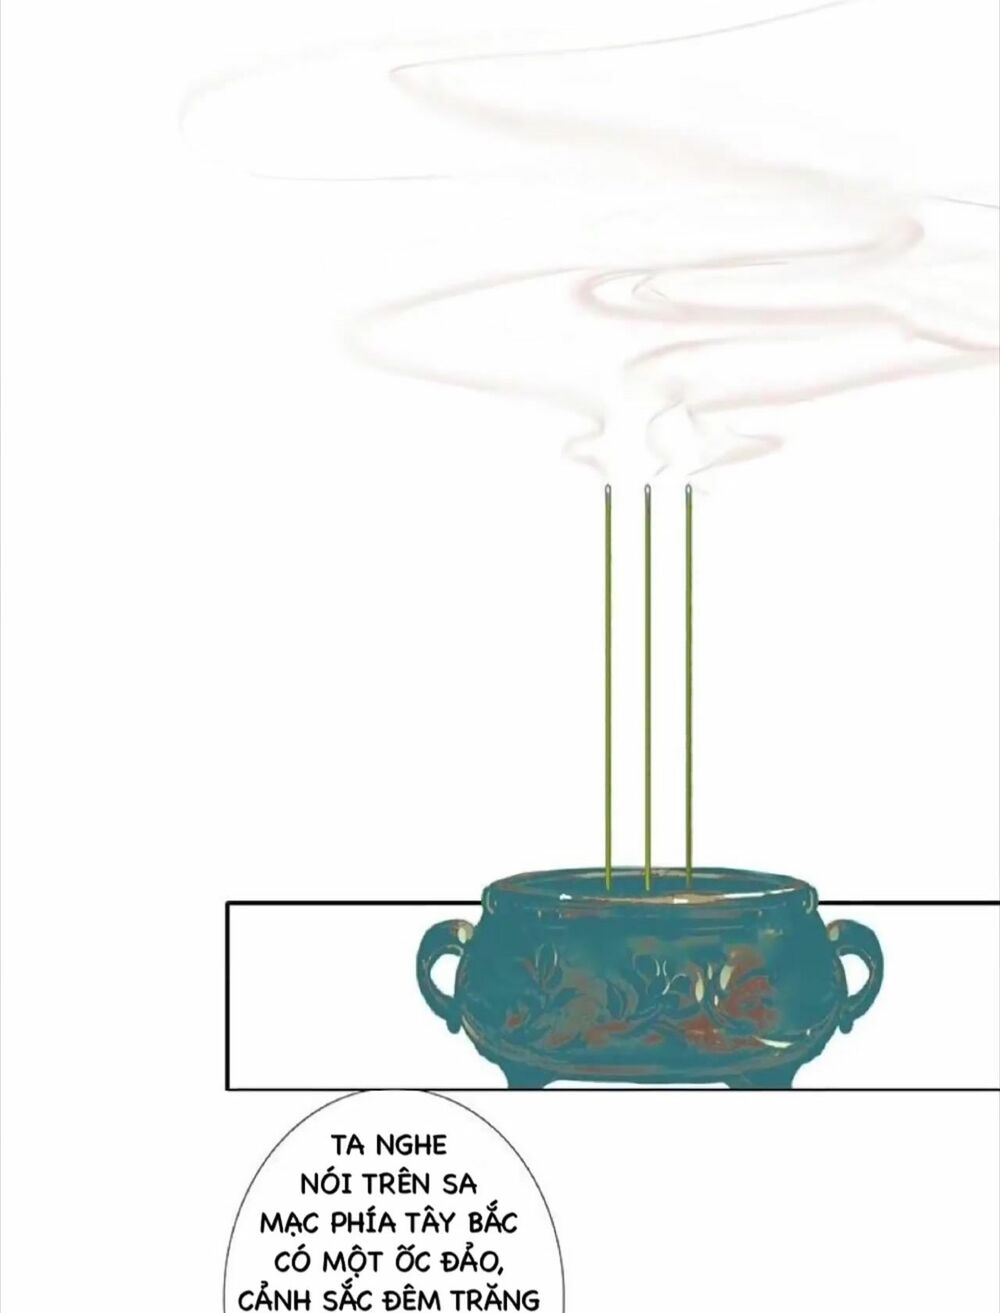 TA NGHE
NÓI TRÊN SA
MẠC PHÍA TÂY BẮC
CÓ MỘT ỐC ĐẢO,
CẢNH SẮC ĐÊM TRĂNG